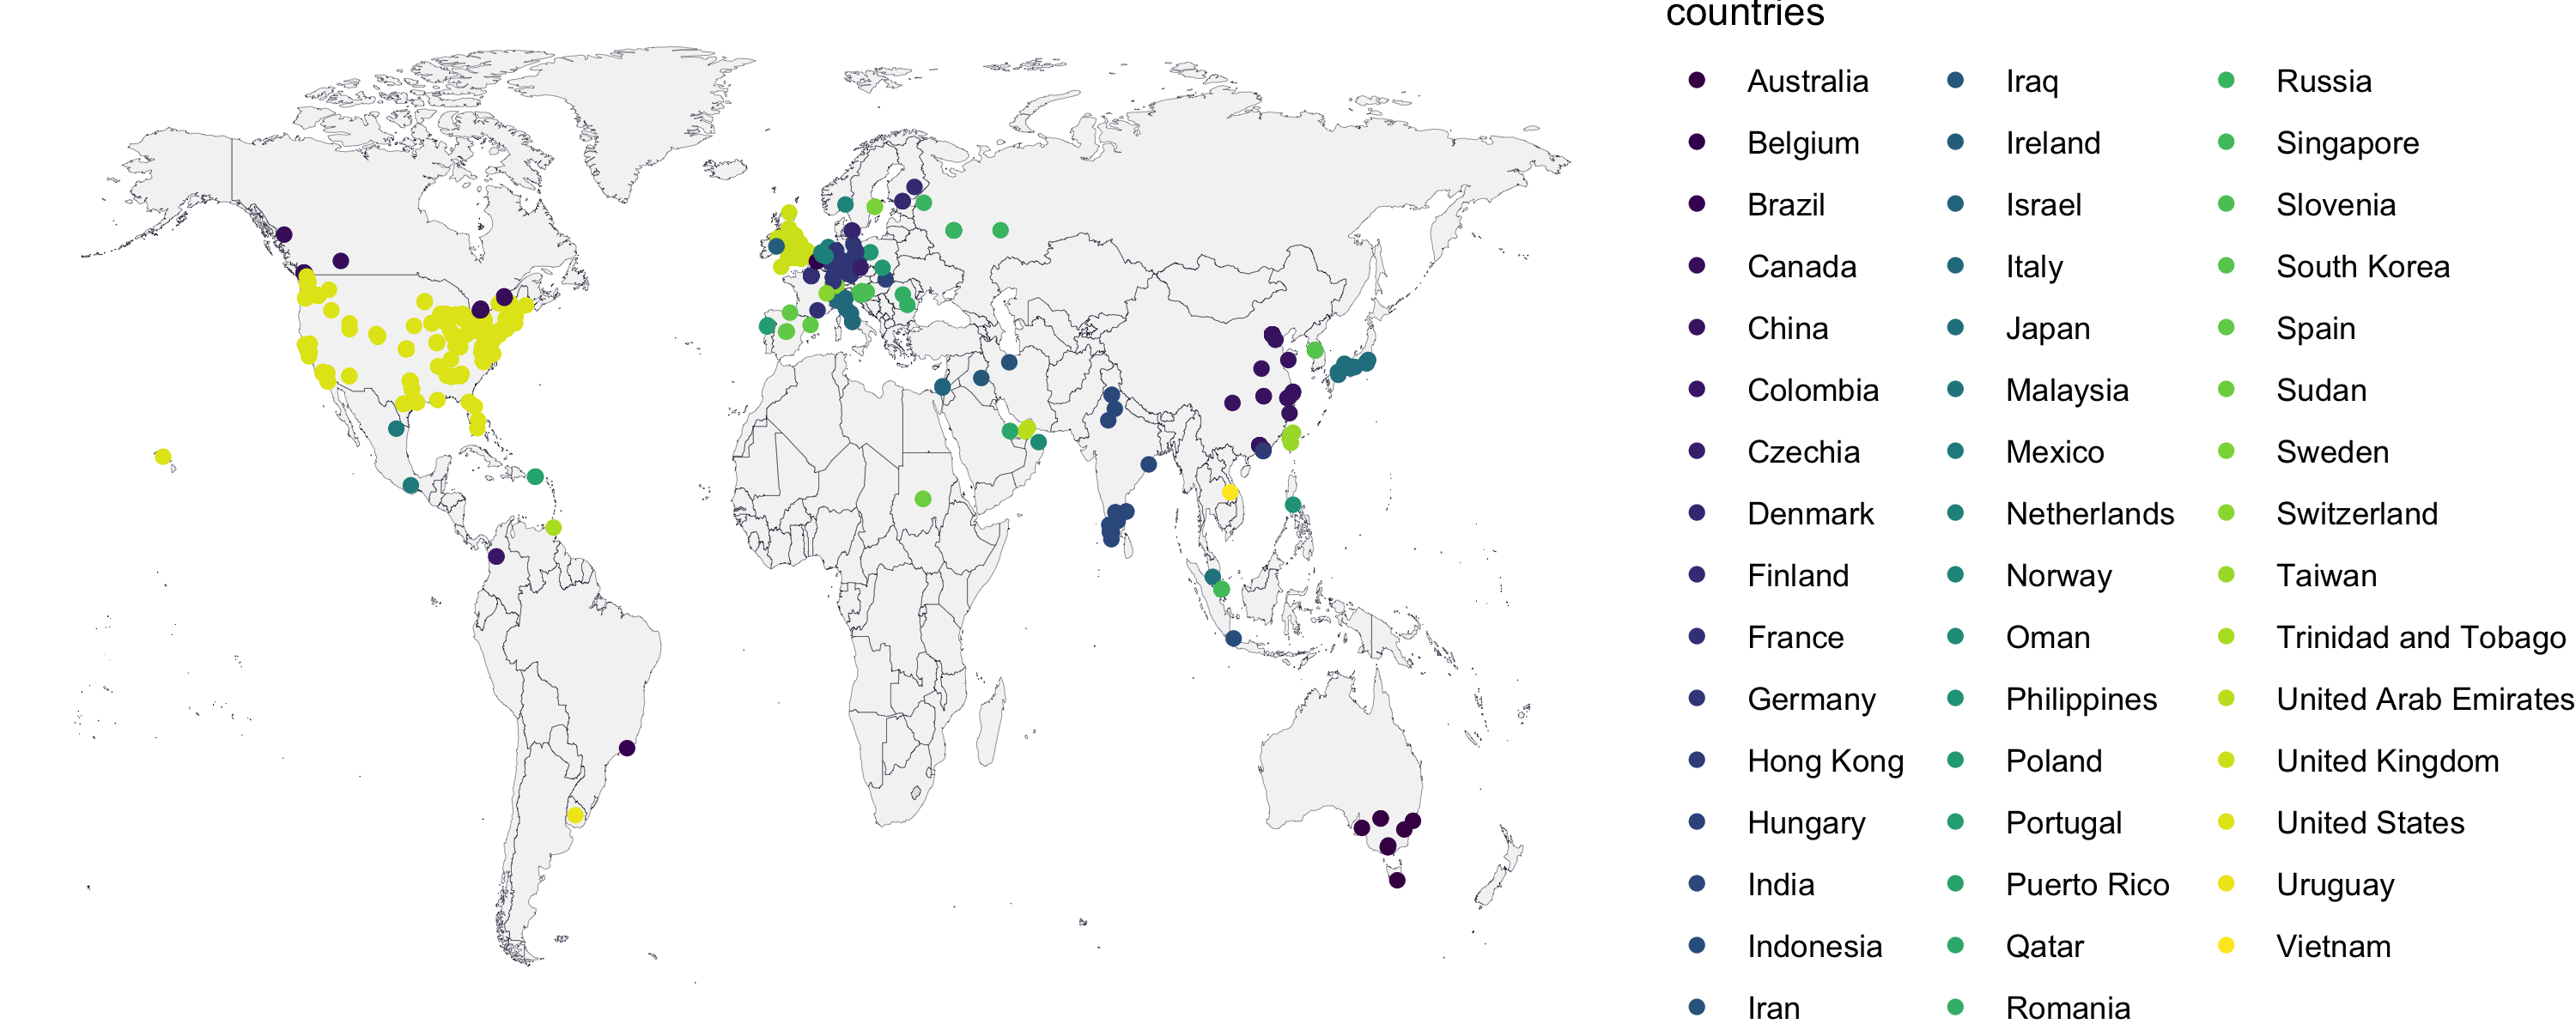 countries
Australia
Belgium
Brazil
Canada
China
Colombia
Czechia
Denmark
Finland
France
Germany
Hong Kong
Hungary
India
Indonesia
Iran
Iraq
Ireland
Israel
Italy
Japan
Malaysia
Mexico
Netherlands
Norway
Oman
Philippines
Poland
Portugal
Puerto Rico
Qatar
Romania
Russia
Singapore
Slovenia
South Korea
Spain
Sudan
Sweden
Switzerland
Taiwan
Trinidad and Tobago
United Arab Emirates
United Kingdom
United States
Uruguay
Vietnam